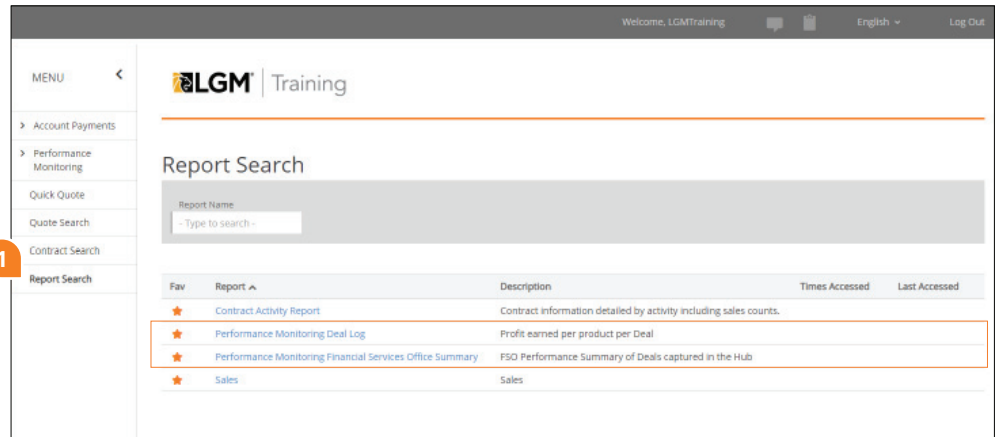 Welcome, LGMTraining English Log Out
MENU
LGM Training
Account Payments
Performance
Monitoring
Quick Quote
Quote Search
Contract Search
1
Report Search
Report Search
Report Name
- Type to search -
Fav Report Description Times Accessed Last Accessed
Contract Activity Report Contract information detailed by activity including sales counts.
Performance Monitoring Deal Log Profit earned per product per Deal
Performance Monitoring Financial Services Office Summary FSO Performance Summary of Deals captured in the Hub
Sales Sales